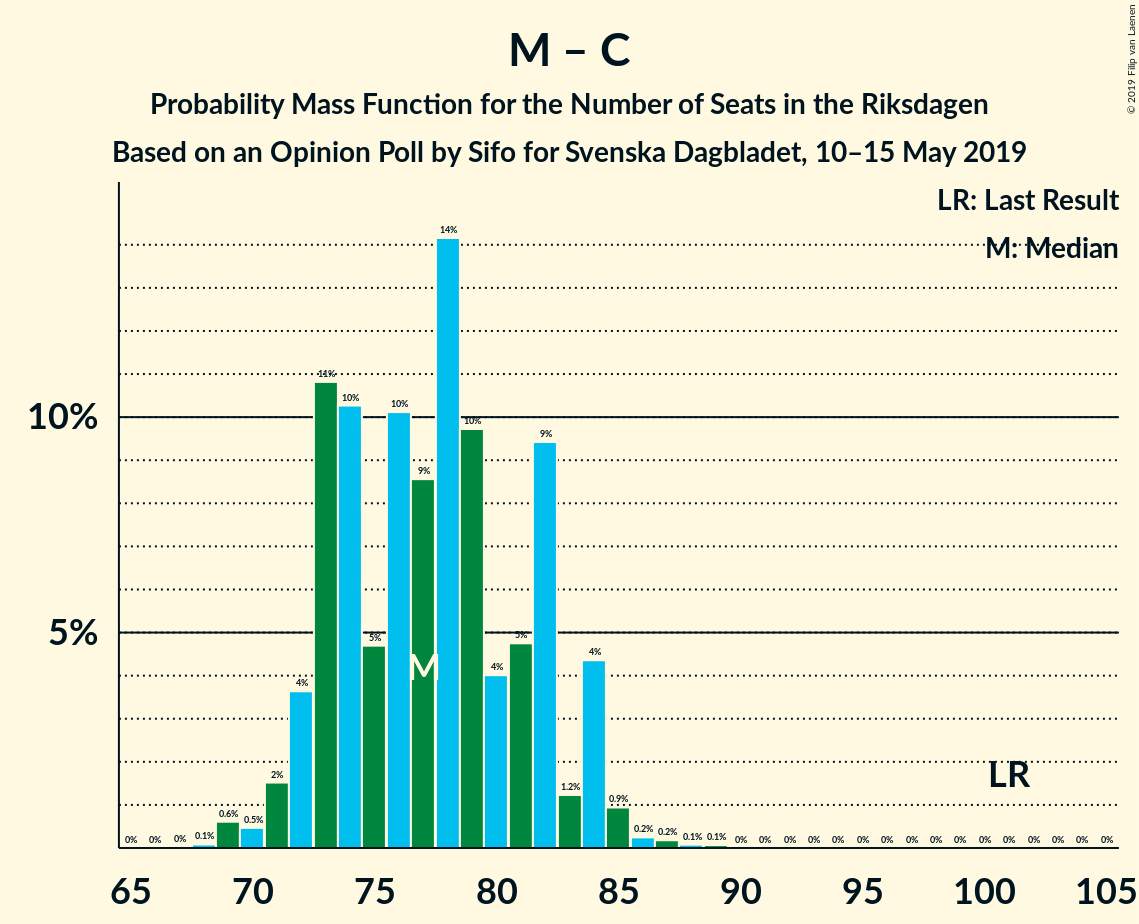 © 2019 Filip van Laenen
M – C
Probability Mass Function for the Number of Seats in the Riksdagen
Based on an Opinion Poll by Sifo for Svenska Dagbladet, 10–15 May 2019
LR: Last Result
M: Median
10%
5%
0% 0% 0% 0.1% 0.6% 0.5% 2% 4% 11% 10% 5% 10% 9% 14% 10% 4% 5% 9% 1.2% 4% 0.9% 0.2% 0.2% 0.1% 0.1% 0% 0% 0% 0% 0% 0% 0% 0% 0% 0% 0% 0% 0% 0% 0% 0%
M
LR
65 70 75 80 85 90 95 100 105